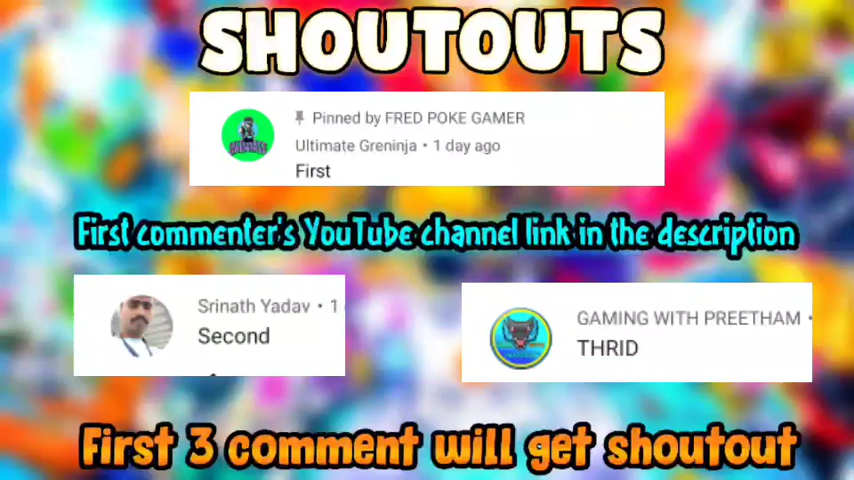 SHOUTOUTS
Pinned by FRED POKE GAMER
Ultimate Greninja • 1 day ago
First
First commenter's YouTube channel link in the description
Srinath Yadav • 1
Second
GAMING WITH PREETHAM •
THRID
First 3 comment will get shoutout